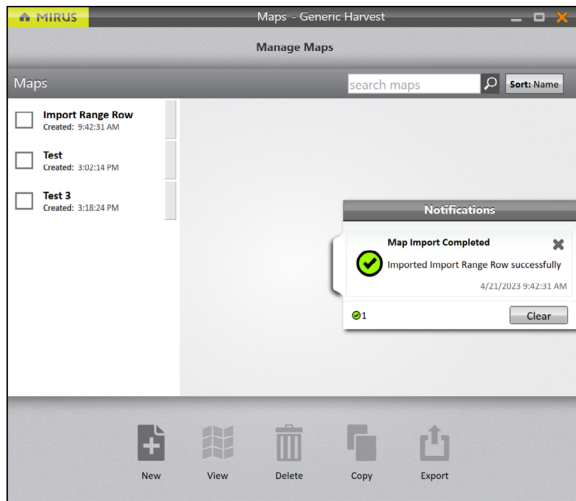 MIRUS
Maps - Generic Harvest
Manage Maps
Maps
search maps
Sort: Name
Import Range Row
Created: 9:42:31 AM
Test
Created: 3:02:14 PM
Test 3
Created: 3:18:24 PM
Notifications
Map Import Completed
Imported Import Range Row successfully
4/21/2023 9:42:31 AM
1
Clear
New
View
Delete
Copy
Export